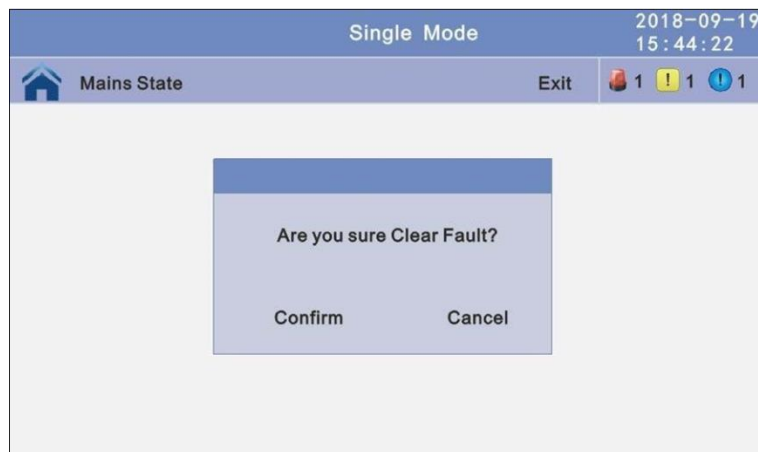 Single Mode
2018-09-19
15:44:22
Mains State
Exit
1
! 1
! 1
Are you sure Clear Fault?
Confirm
Cancel